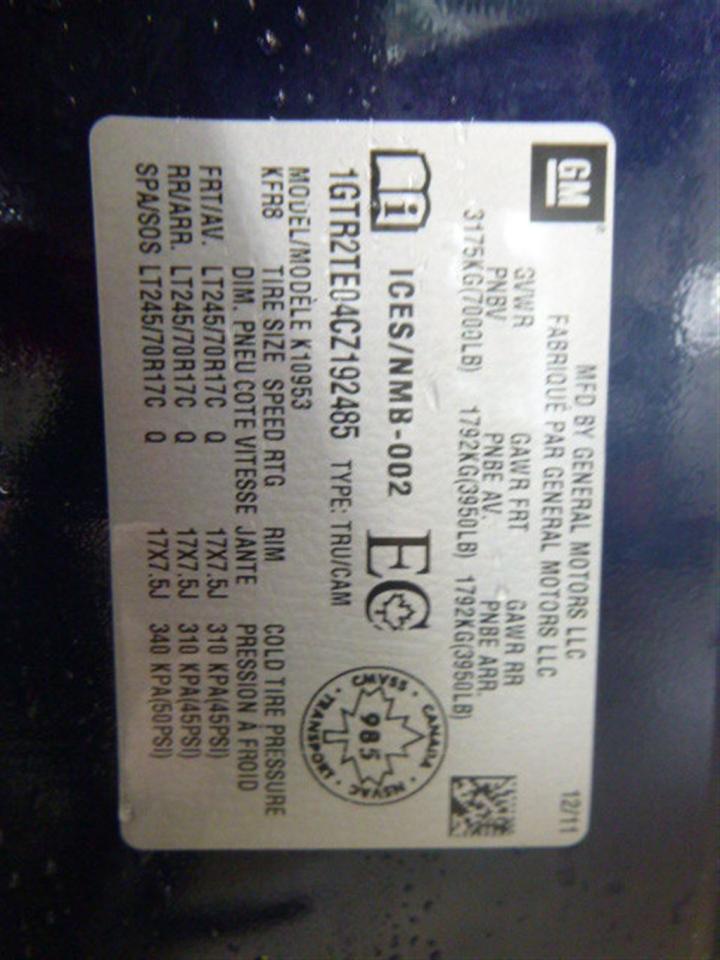 GM
MFD BY GENERAL MOTORS LLC 12/11
FABRIQUÉ PAR GENERAL MOTORS LLC
GVWR GAWR FRT GAWR RR
PNBV PNBE AV. PNBE ARR.
3175KG(7000LB) 1792KG(3950LB) 1792KG(3950LB)
i ICES/NMB-002 EC
CMVSS · CANADA · NSVAC · TRANSPORT ·
985
1GTR2TE04CZ192485 TYPE: TRU/CAM
MODEL/MODÈLE K10953
KFR8 TIRE SIZE SPEED RTG RIM COLD TIRE PRESSURE
DIM. PNEU COTE VITESSE JANTE PRESSION À FROID
FRT/AV. LT245/70R17C Q 17X7.5J 310 KPA(45PSI)
RR/ARR. LT245/70R17C Q 17X7.5J 310 KPA(45PSI)
SPA/SOS LT245/70R17C Q 17X7.5J 340 KPA(50PSI)